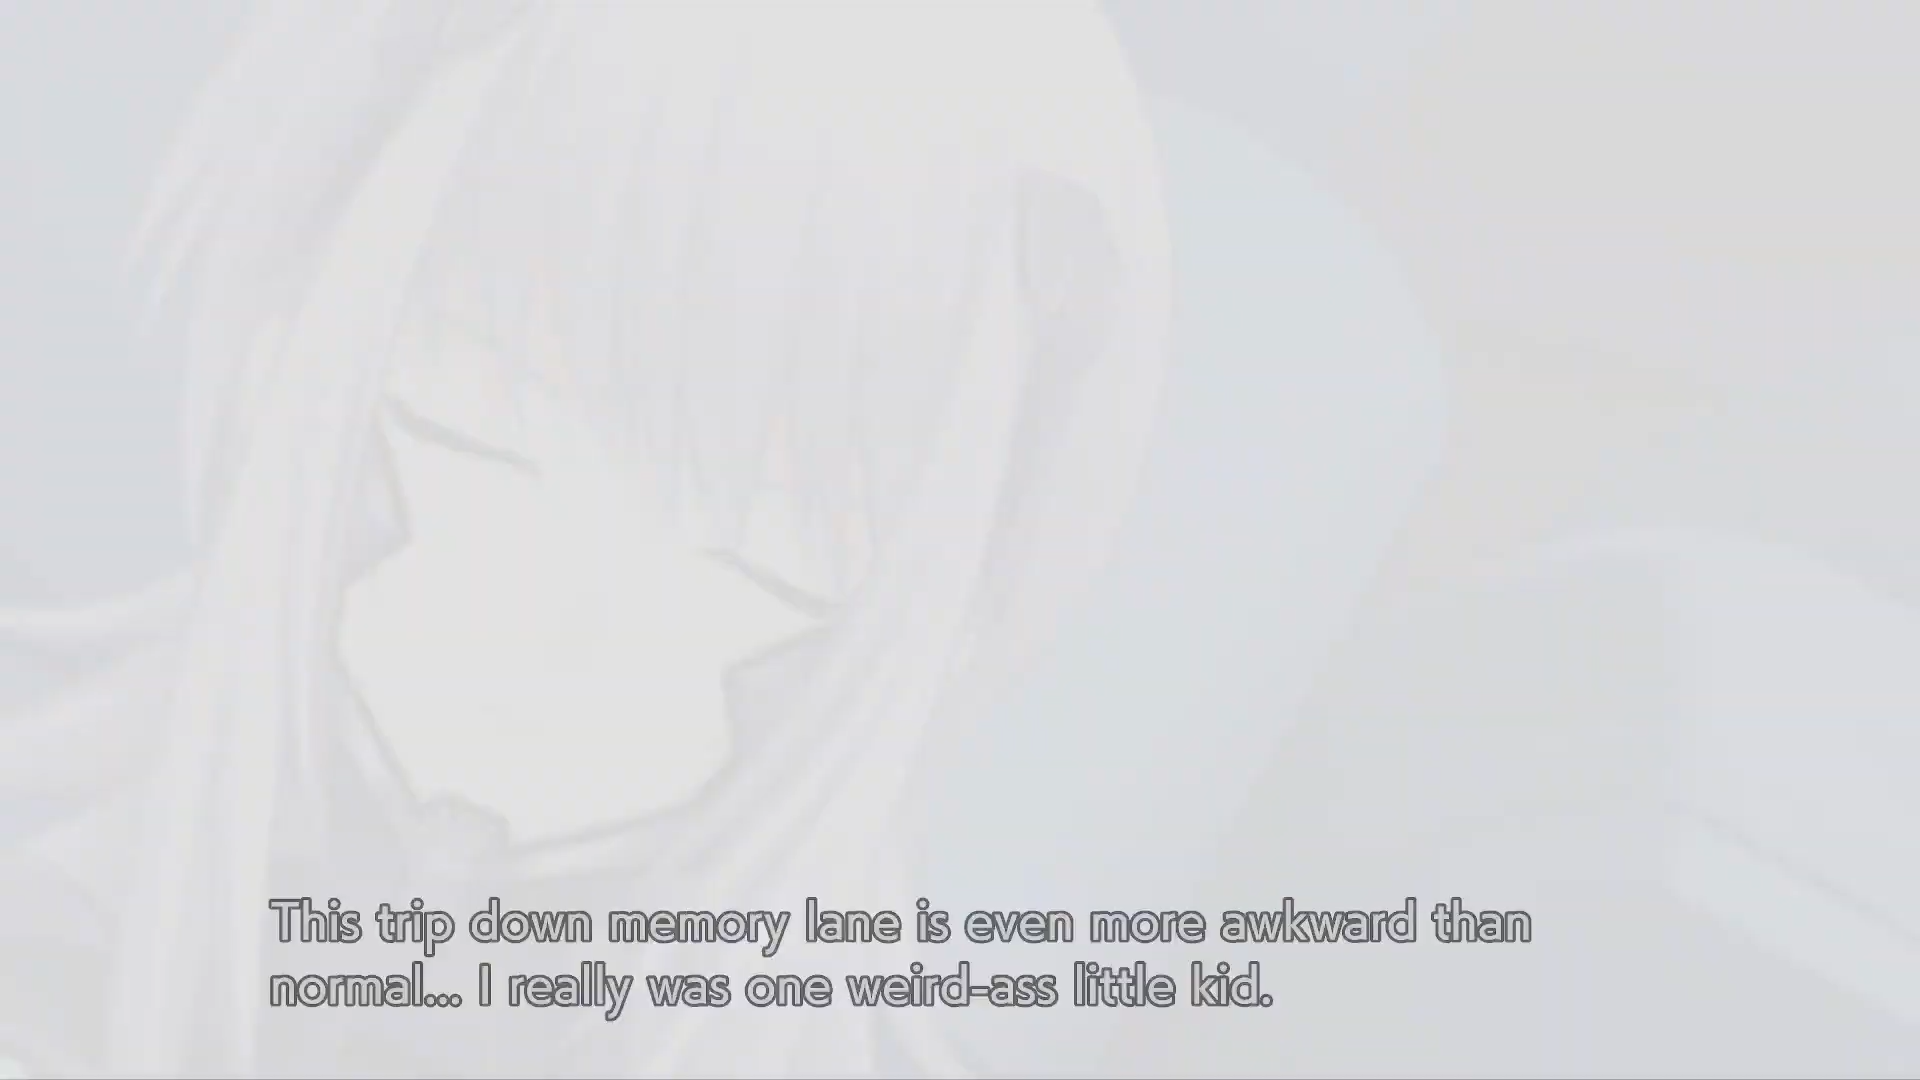 This trip down memory lane is even more awkward than
normal... I really was one weird-ass little kid.